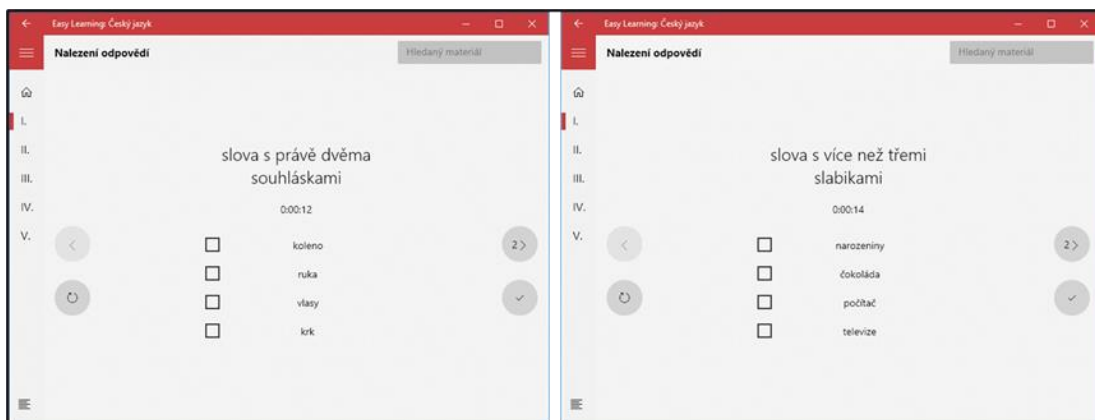 Easy Learning: Český jazyk
Nalezení odpovědí
Hledaný materiál
I.
II.
III.
IV.
V.
slova s právě dvěma
souhláskami
0:00:12
koleno
ruka
vlasy
krk
2
Easy Learning: Český jazyk
Nalezení odpovědí
Hledaný materiál
I.
II.
III.
IV.
V.
slova s více než třemi
slabikami
0:00:14
narozeniny
čokoláda
počítač
televize
2